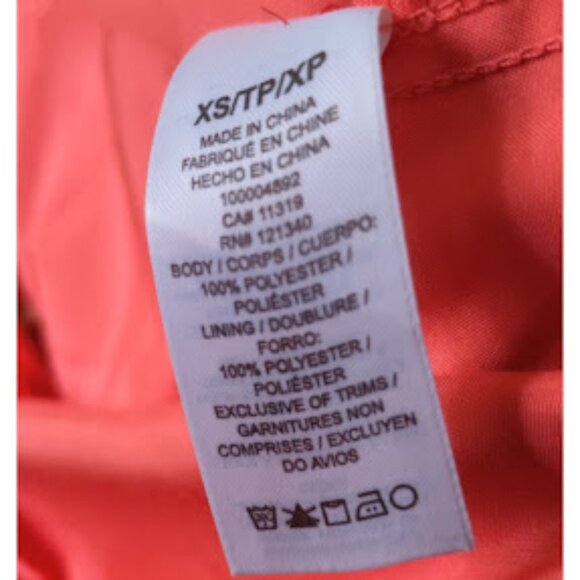 XS/TP/XP
MADE IN CHINA
FABRIQUÉ EN CHINE
HECHO EN CHINA
100004892
CA# 11319
RN# 121340
BODY / CORPS / CUERPO:
100% POLYESTER /
POLIÉSTER
LINING / DOUBLURE /
FORRO:
100% POLYESTER /
POLIÉSTER
EXCLUSIVE OF TRIMS /
GARNITURES NON
COMPRISES / EXCLUYEN
DO AVIOS